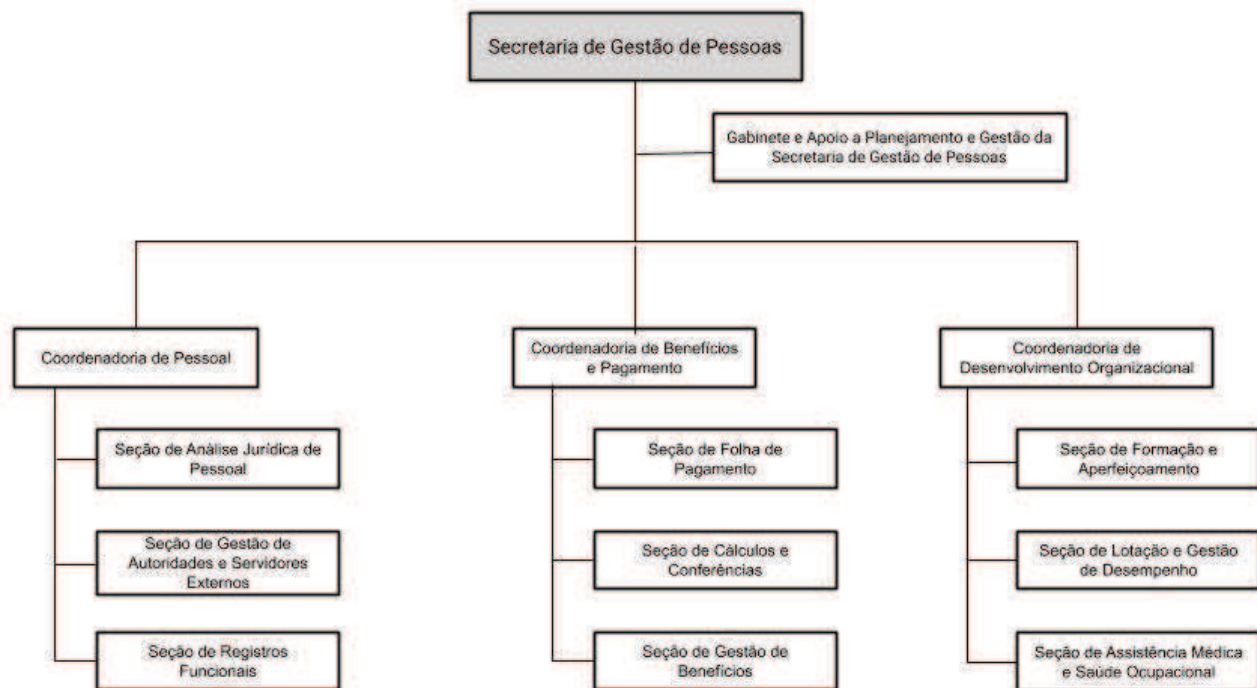 Secretaria de Gestão de Pessoas
Gabinete e Apoio a Planejamento e Gestão da
Secretaria de Gestão de Pessoas
Coordenadoria de Pessoal
Seção de Análise Jurídica de
Pessoal
Seção de Gestão de
Autoridades e Servidores
Externos
Seção de Registros
Funcionais
Coordenadoria de Benefícios
e Pagamento
Seção de Folha de
Pagamento
Seção de Cálculos e
Conferências
Seção de Gestão de
Benefícios
Coordenadoria de
Desenvolvimento Organizacional
Seção de Formação e
Aperfeiçoamento
Seção de Lotação e Gestão
de Desempenho
Seção de Assistência Médica
e Saúde Ocupacional